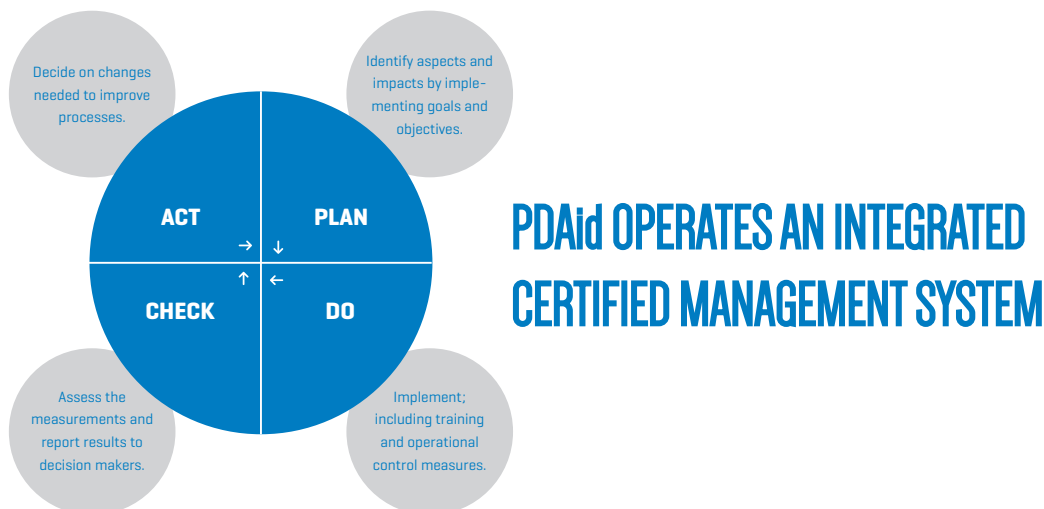 Decide on changes
needed to improve
processes.
Identify aspects and
impacts by imple-
menting goals and
objectives.
ACT
PLAN
→
↓
↑
←
CHECK
DO
PDAid OPERATES AN INTEGRATED
CERTIFIED MANAGEMENT SYSTEM
Assess the
measurements and
report results to
decision makers.
Implement;
including training
and operational
control measures.